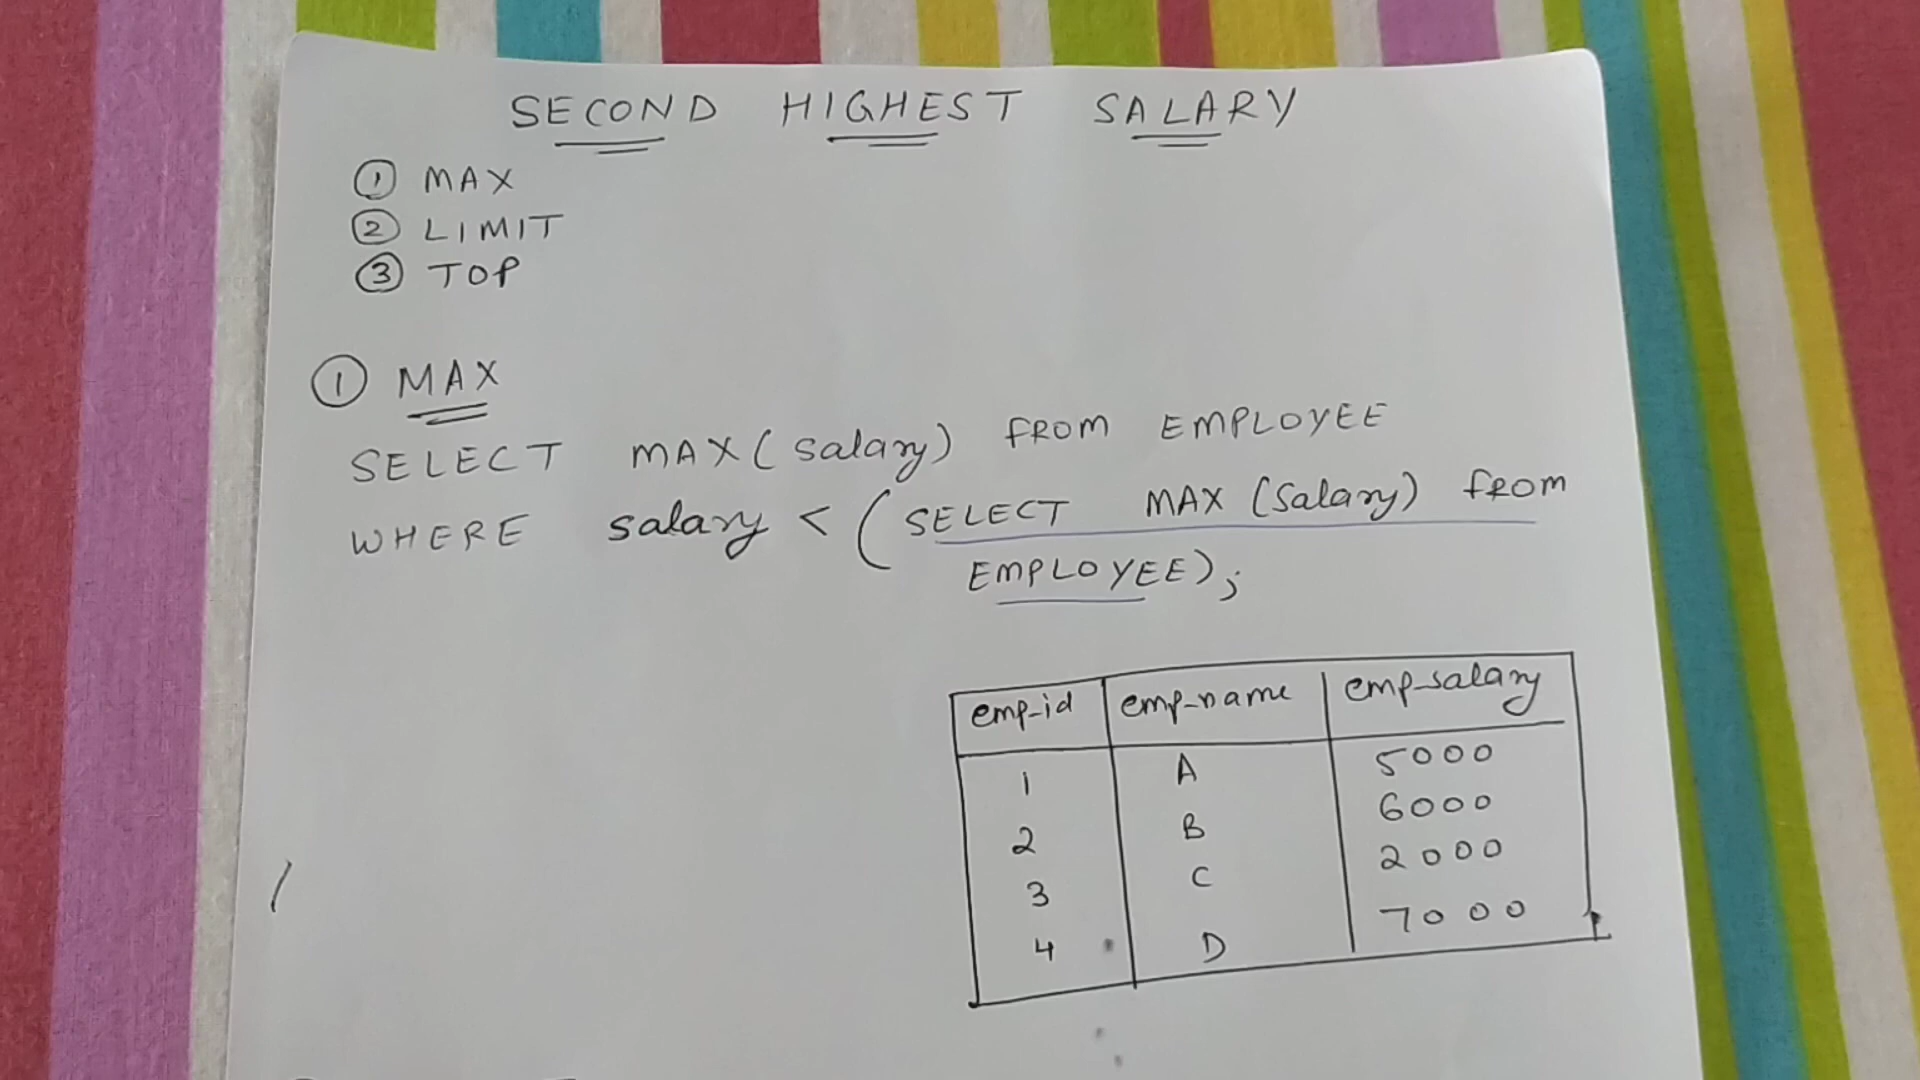 SECOND HIGHEST SALARY
① MAX
② LIMIT
③ TOP
① MAX
SELECT MAX(salary) FROM EMPLOYEE
WHERE salary < (SELECT MAX (Salary) FROM
EMPLOYEE);
emp-id emp-name emp-salary
1 A 5000
2 B 6000
3 C 2000
4 D 7000